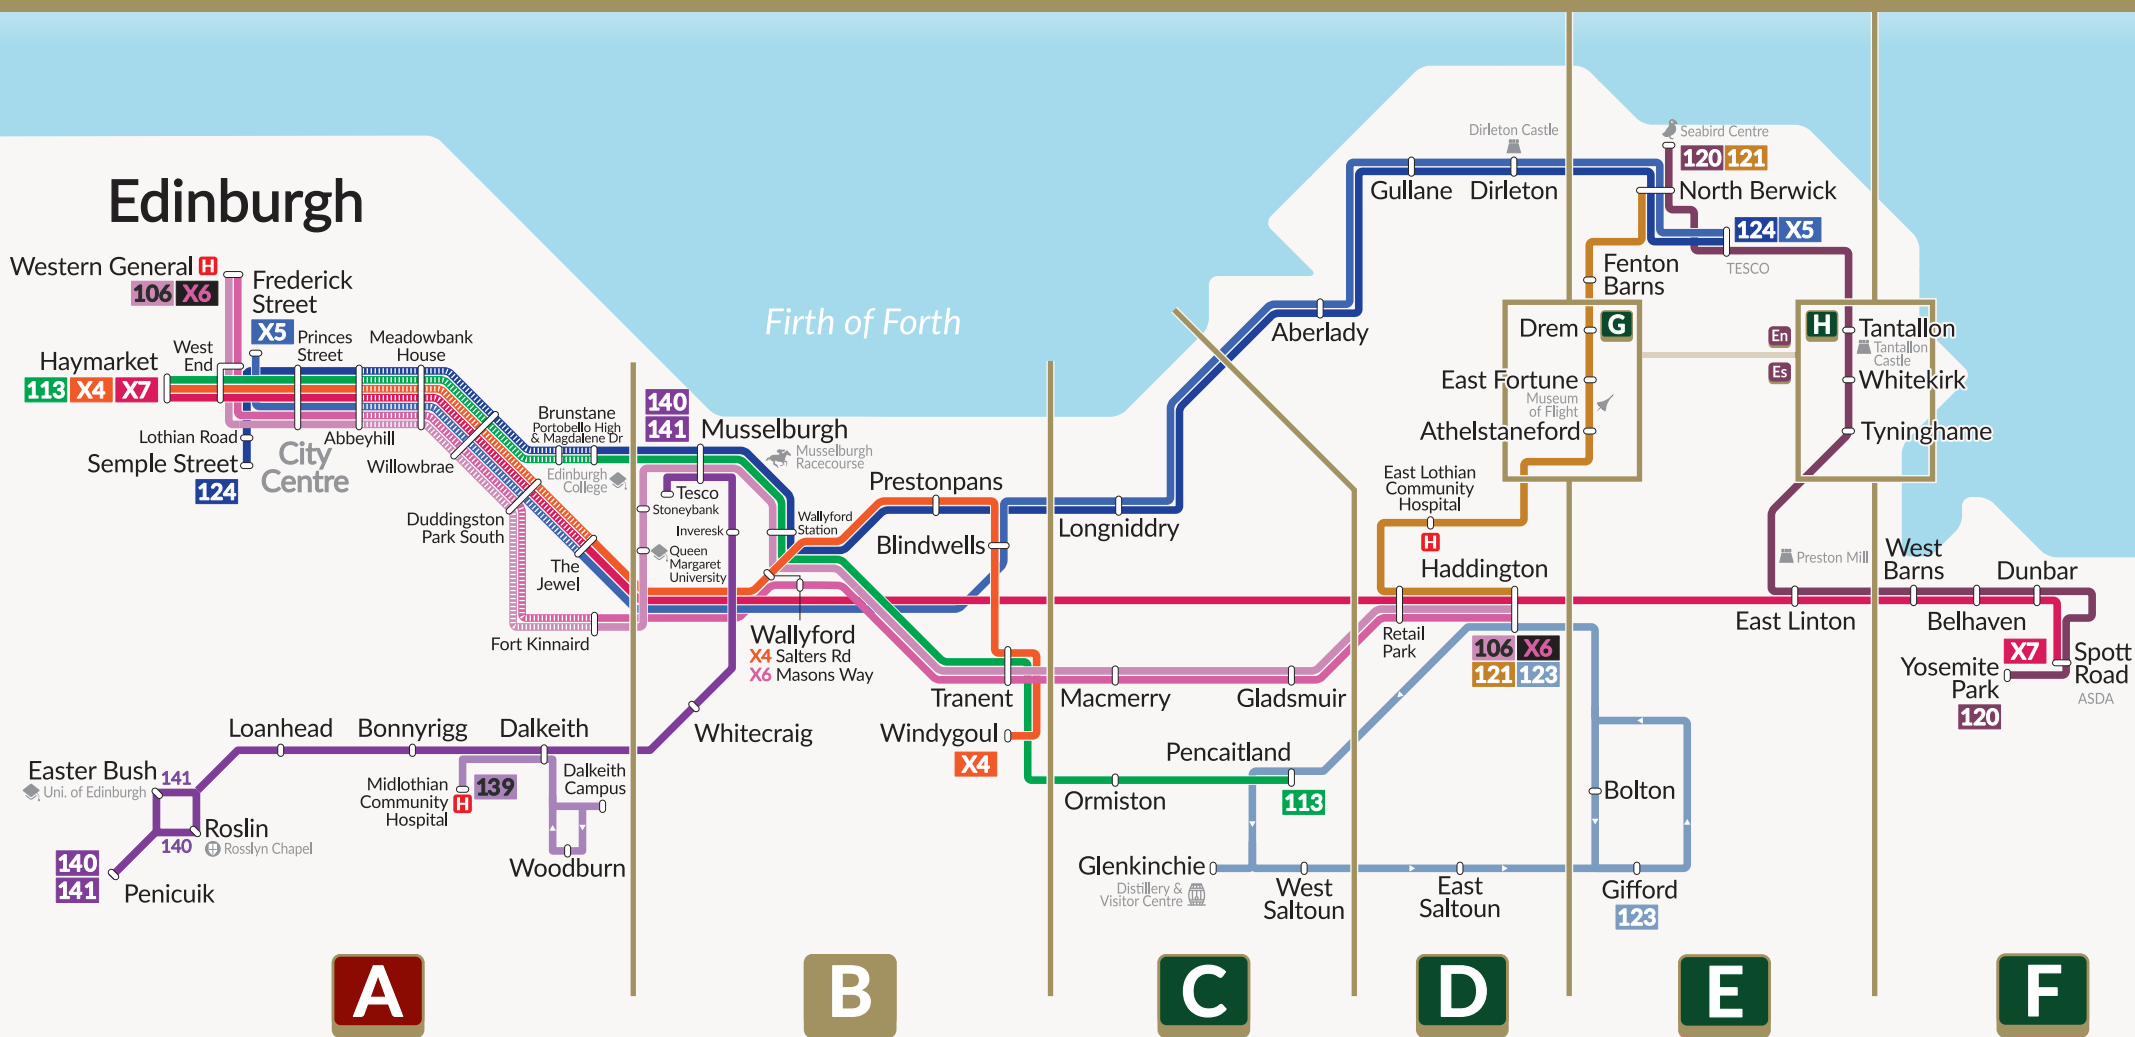 Edinburgh
Western General H
106 X6
Frederick
Street
X5
Princes
Street
Meadowbank
House
West
End
Haymarket
113 X4 X7
Lothian Road
Semple Street
124
City
Centre
Abbeyhill
Willowbrae
Duddingston
Park South
The
Jewel
Fort Kinnaird
Brunstane
Portobello High
& Magdalene Dr
Edinburgh
College
140
141
Musselburgh
Musselburgh
Racecourse
Tesco
Stoneybank
Inveresk
Queen
Margaret
University
Wallyford
Station
Wallyford
X4 Salters Rd
X6 Masons Way
Whitecraig
Loanhead
Bonnyrigg
Dalkeith
Easter Bush
Uni. of Edinburgh
141
140
Roslin
Rosslyn Chapel
140
141
Penicuik
Midlothian
Community
Hospital
H
139
Dalkeith
Campus
Woodburn
Firth of Forth
Prestonpans
Blindwells
Tranent
Windygoul
X4
Longniddry
Macmerry
Gladsmuir
Pencaitland
Ormiston
113
Glenkinchie
Distillery &
Visitor Centre
West
Saltoun
East
Saltoun
Gifford
123
Bolton
Aberlady
Gullane
Dirleton
Dirleton Castle
Seabird Centre
120 121
North Berwick
124 X5
TESCO
Fenton
Barns
Drem
G
East Fortune
Museum
of Flight
Athelstaneford
East Lothian
Community
Hospital
H
Haddington
Retail
Park
106 X6
121 123
En
Es
H
Tantallon
Tantallon
Castle
Whitekirk
Tyninghame
Preston Mill
East Linton
West
Barns
Belhaven
Dunbar
X7
Spott
Road
ASDA
Yosemite
Park
120
A
B
C
D
E
F